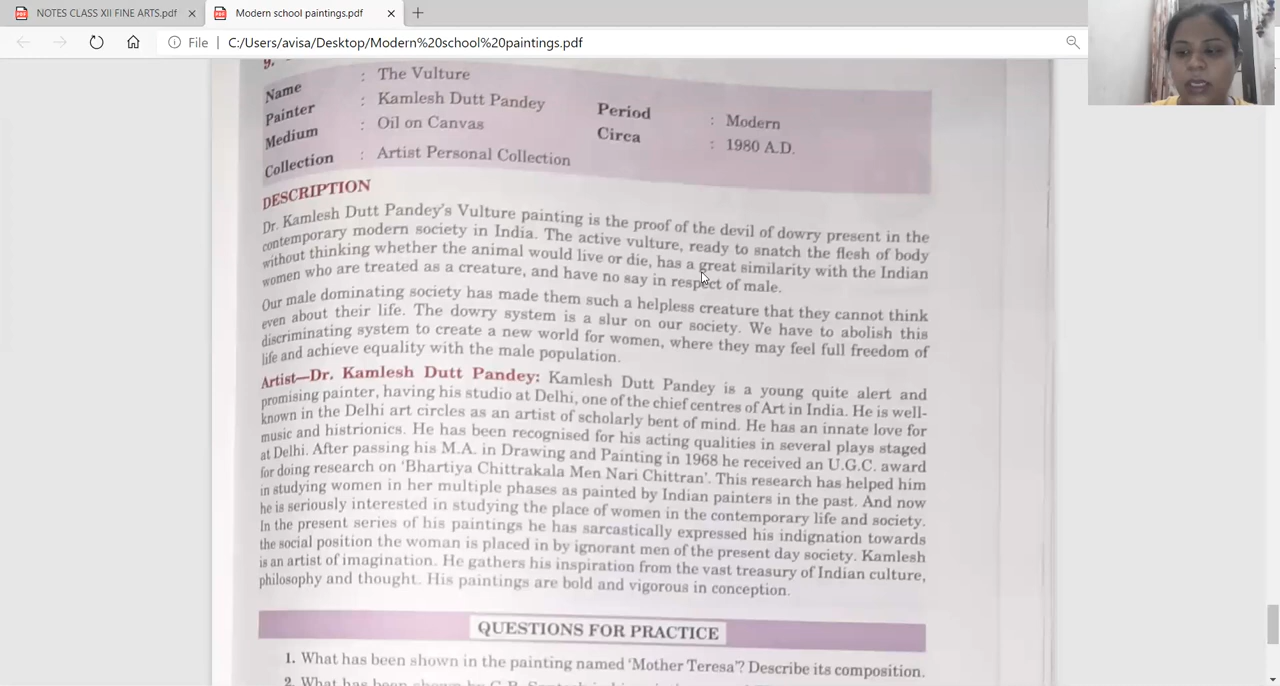 NOTES CLASS XII FINE ARTS.pdf
Modern school paintings.pdf
File
C:/Users/avisa/Desktop/Modern%20school%20paintings.pdf
9.
Name : The Vulture
Painter : Kamlesh Dutt Pandey Period : Modern
Medium : Oil on Canvas Circa : 1980 A.D.
Collection : Artist Personal Collection
DESCRIPTION
Dr. Kamlesh Dutt Pandey's Vulture painting is the proof of the devil of dowry present in the
contemporary modern society in India. The active vulture, ready to snatch the flesh of body
without thinking whether the animal would live or die, has a great similarity with the Indian
women who are treated as a creature, and have no say in respect of male.
Our male dominating society has made them such a helpless creature that they cannot think
even about their life. The dowry system is a slur on our society. We have to abolish this
discriminating system to create a new world for women, where they may feel full freedom of
life and achieve equality with the male population.
Artist—Dr. Kamlesh Dutt Pandey: Kamlesh Dutt Pandey is a young quite alert and
promising painter, having his studio at Delhi, one of the chief centres of Art in India. He is well-
known in the Delhi art circles as an artist of scholarly bent of mind. He has an innate love for
music and histrionics. He has been recognised for his acting qualities in several plays staged
at Delhi. After passing his M.A. in Drawing and Painting in 1968 he received an U.G.C. award
for doing research on 'Bhartiya Chittrakala Men Nari Chittran'. This research has helped him
in studying women in her multiple phases as painted by Indian painters in the past. And now
he is seriously interested in studying the place of women in the contemporary life and society.
In the present series of his paintings he has sarcastically expressed his indignation towards
the social position the woman is placed in by ignorant men of the present day society. Kamlesh
is an artist of imagination. He gathers his inspiration from the vast treasury of Indian culture,
philosophy and thought. His paintings are bold and vigorous in conception.
QUESTIONS FOR PRACTICE
1. What has been shown in the painting named 'Mother Teresa'? Describe its composition.
2. What has been